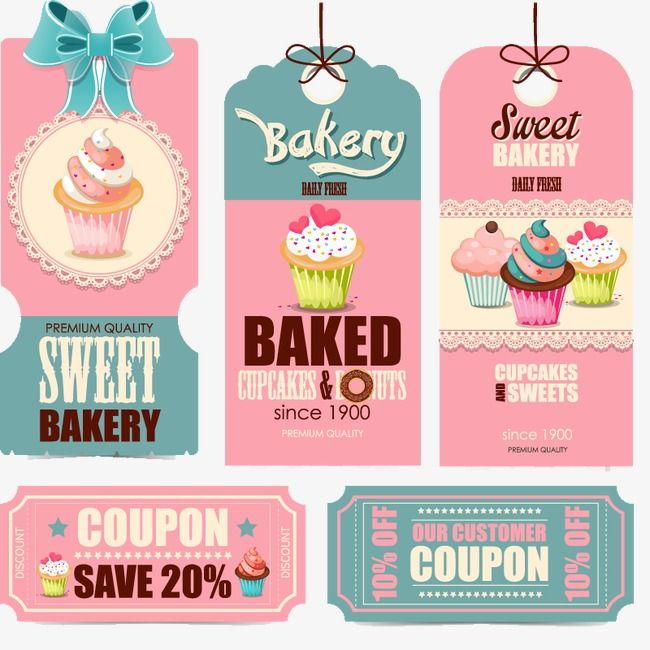 PREMIUM QUALITY
SWEET
BAKERY
Bakery
DAILY FRESH
BAKED
CUPCAKES & DONUTS
since 1900
PREMIUM QUALITY
Sweet
BAKERY
DAILY FRESH
CUPCAKES
AND SWEETS
since 1900
PREMIUM QUALITY
DISCOUNT
COUPON
SAVE 20%
DISCOUNT
10% OFF
OUR CUSTOMER
COUPON
10% OFF